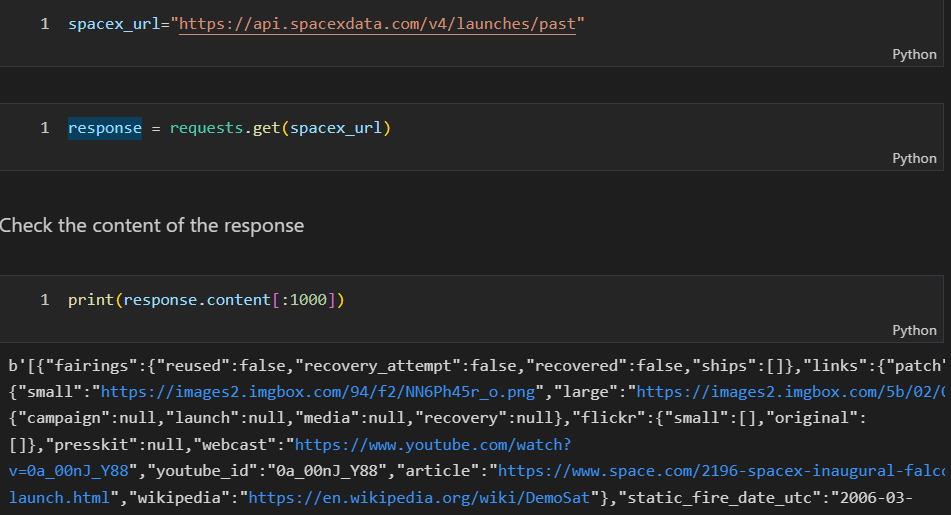 1 spacex_url="https://api.spacexdata.com/v4/launches/past"
Python
1 response = requests.get(spacex_url)
Python
Check the content of the response
1 print(response.content[:1000])
Python
b'[{"fairings":{"reused":false,"recovery_attempt":false,"recovered":false,"ships":[]},"links":{"patch"
{"small":"https://images2.imgbox.com/94/f2/NN6Ph45r_o.png","large":"https://images2.imgbox.com/5b/02/
{"campaign":null,"launch":null,"media":null,"recovery":null},"flickr":{"small":[],"original":
[]},"presskit":null,"webcast":"https://www.youtube.com/watch?
v=0a_00nJ_Y88","youtube_id":"0a_00nJ_Y88","article":"https://www.space.com/2196-spacex-inaugural-falco
launch.html","wikipedia":"https://en.wikipedia.org/wiki/DemoSat"},"static_fire_date_utc":"2006-03-